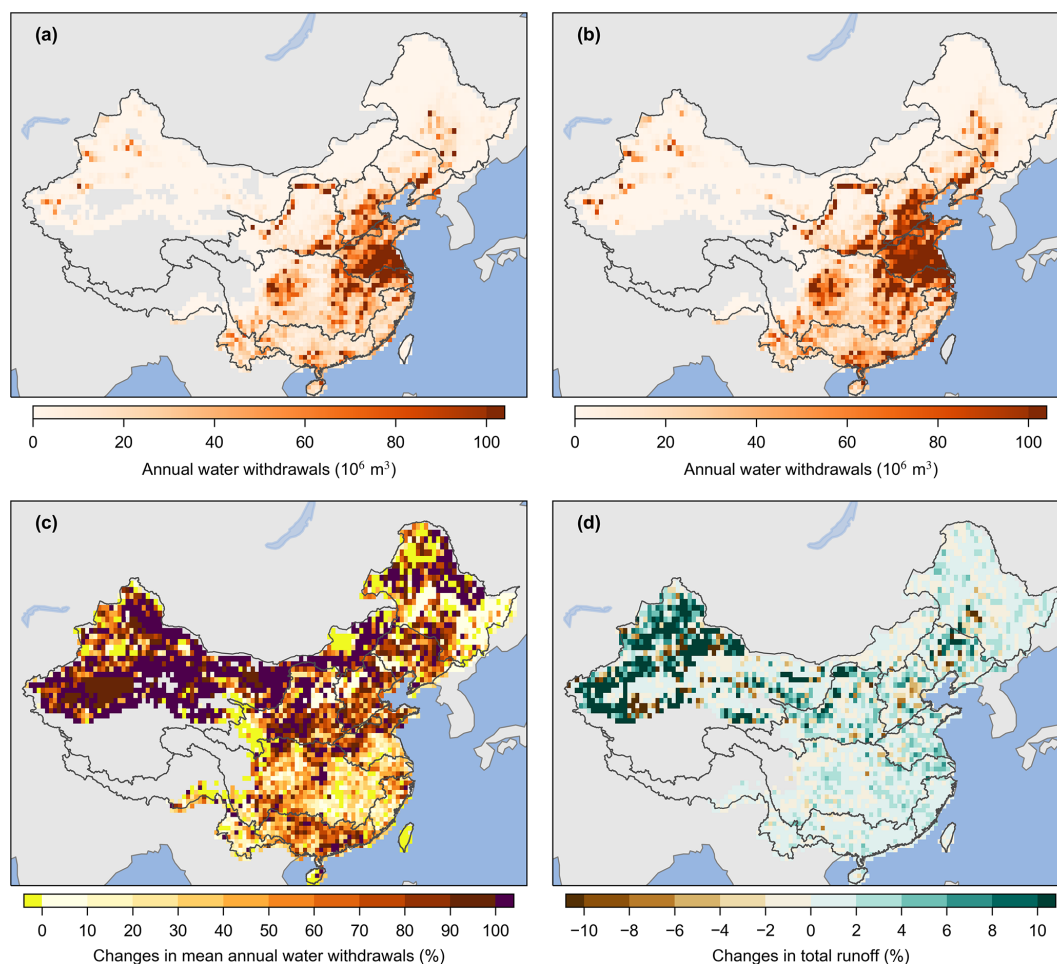 (a)
(b)
0 20 40 60 80 100
0 20 40 60 80 100
Annual water withdrawals (10⁶ m³)
Annual water withdrawals (10⁶ m³)
(c)
(d)
0 10 20 30 40 50 60 70 80 90 100
−10 −8 −6 −4 −2 0 2 4 6 8 10
Changes in mean annual water withdrawals (%)
Changes in total runoff (%)